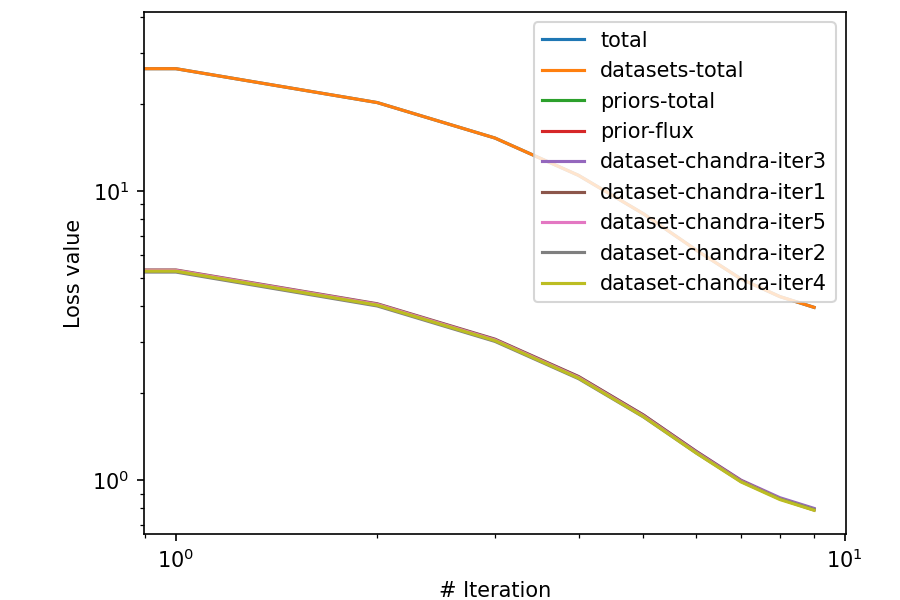 total
datasets-total
priors-total
prior-flux
dataset-chandra-iter3
dataset-chandra-iter1
dataset-chandra-iter5
dataset-chandra-iter2
dataset-chandra-iter4
Loss value
10¹
10⁰
10⁰
10¹
# Iteration